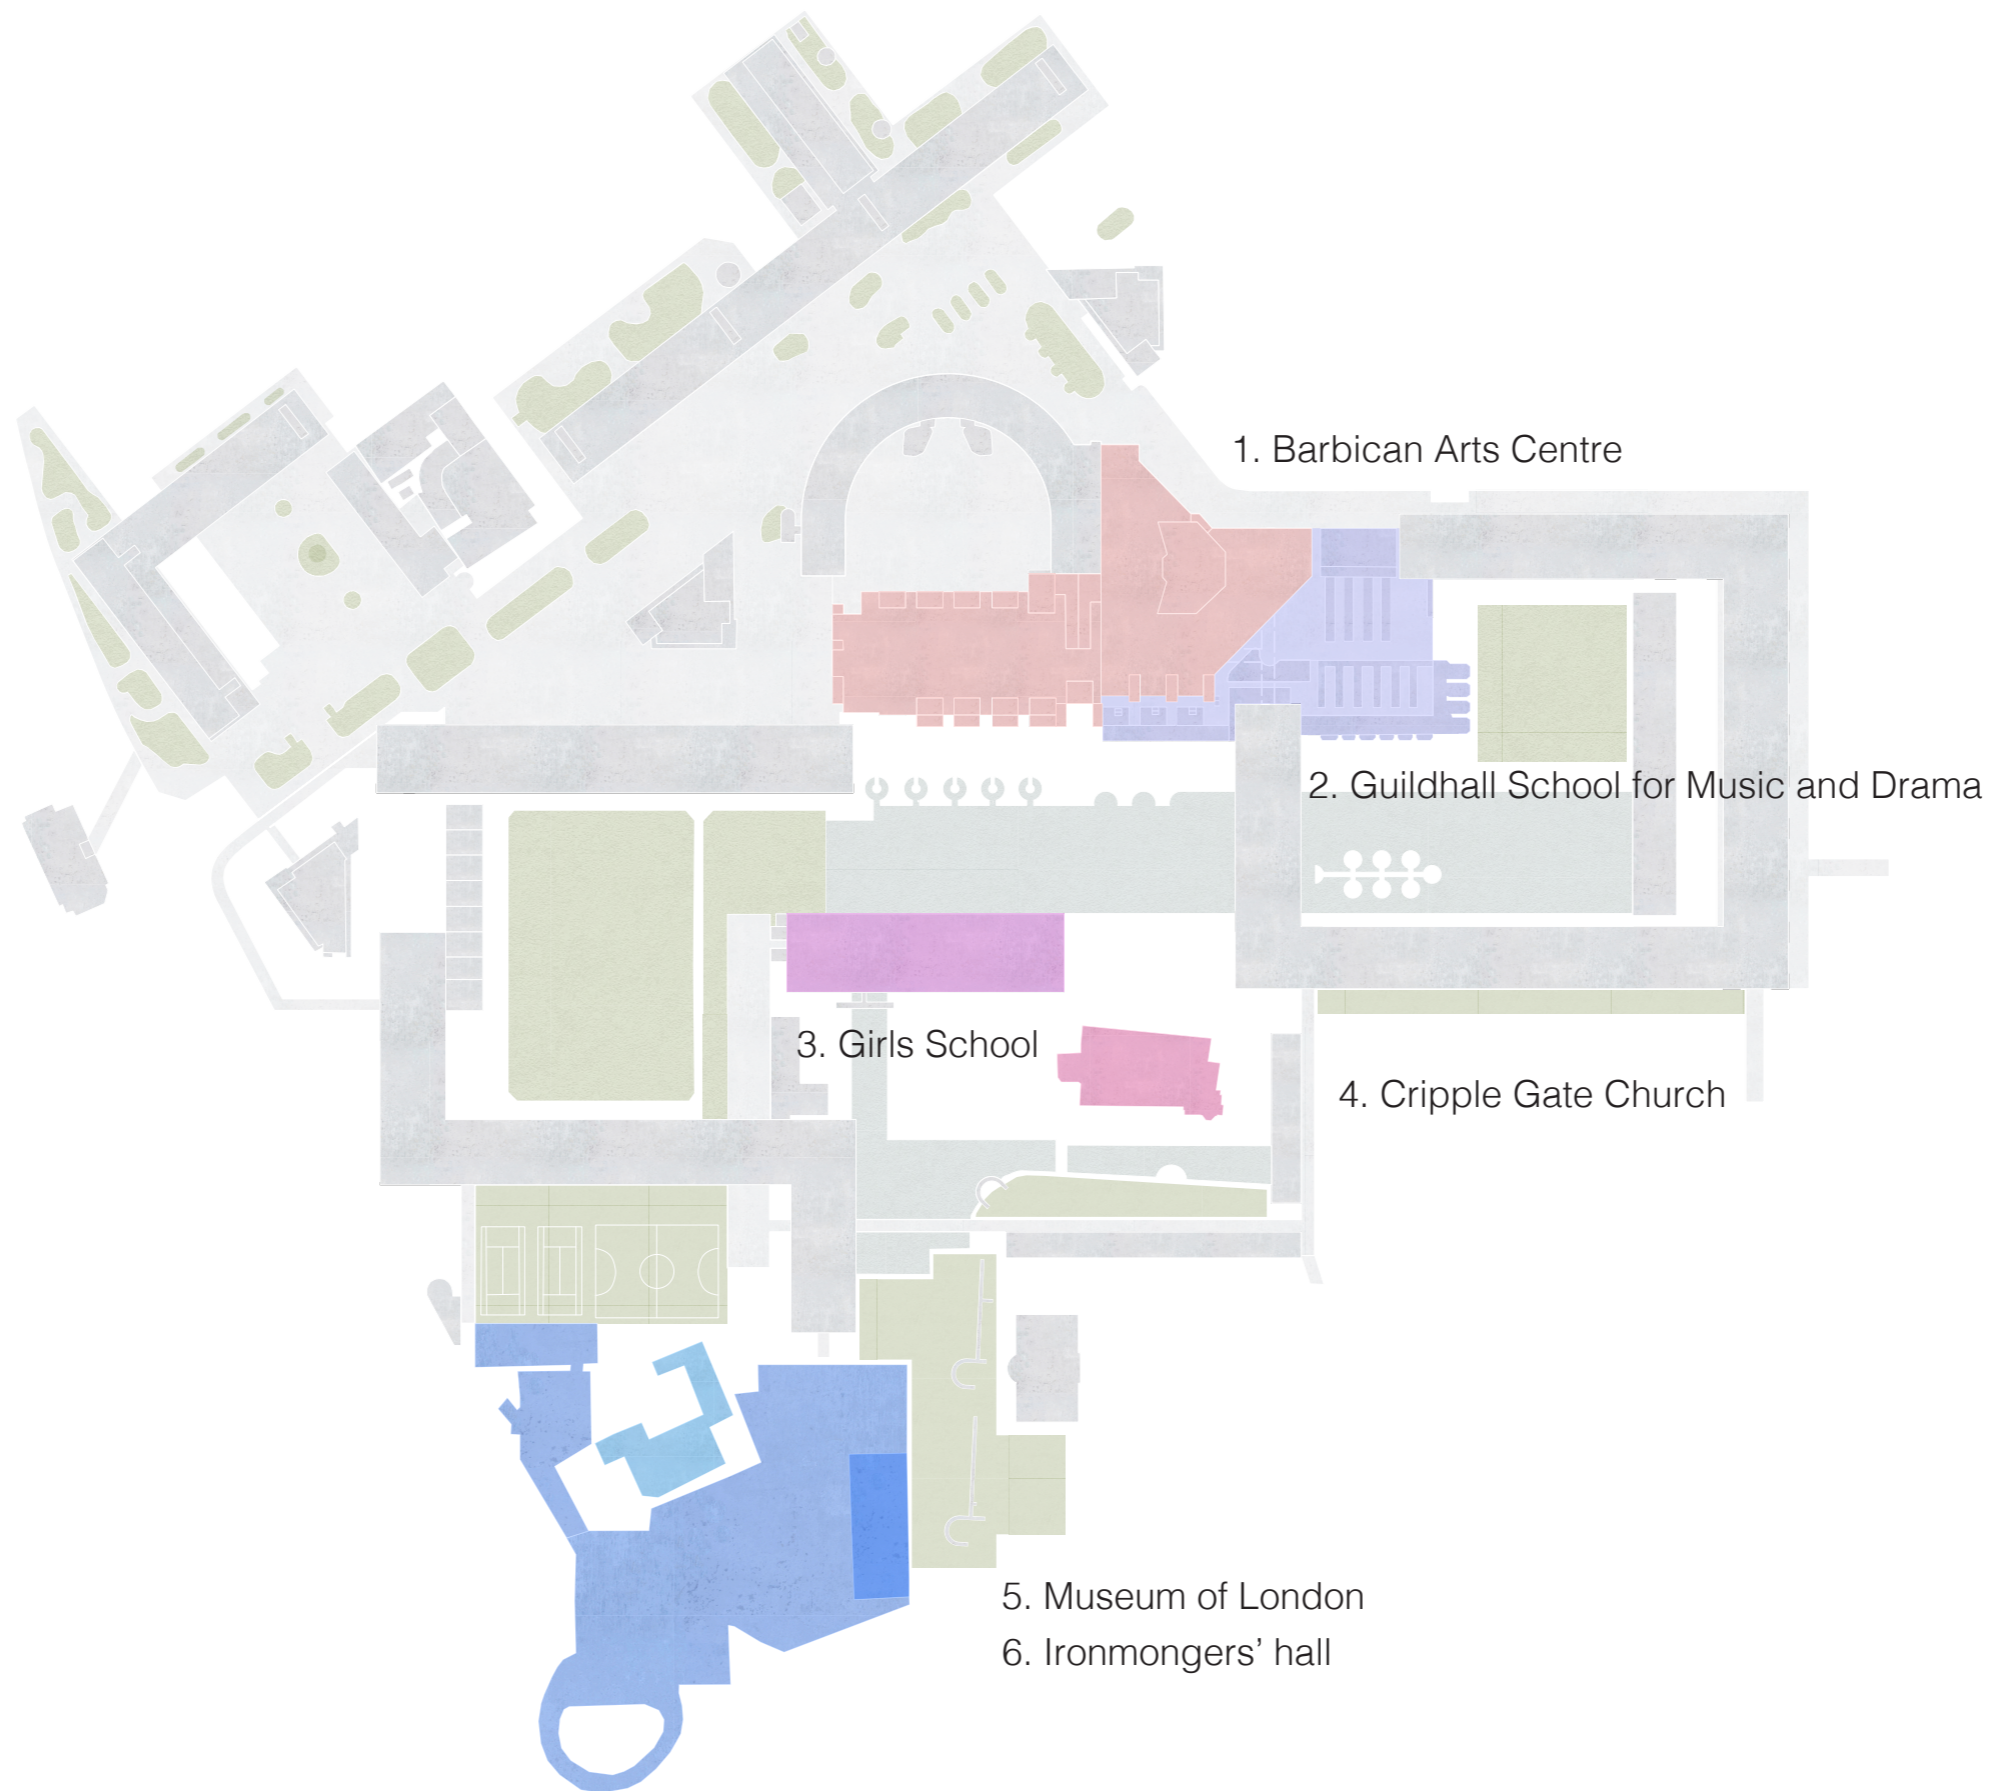 1. Barbican Arts Centre
2. Guildhall School for Music and Drama
3. Girls School
4. Cripple Gate Church
5. Museum of London
6. Ironmongers’ hall